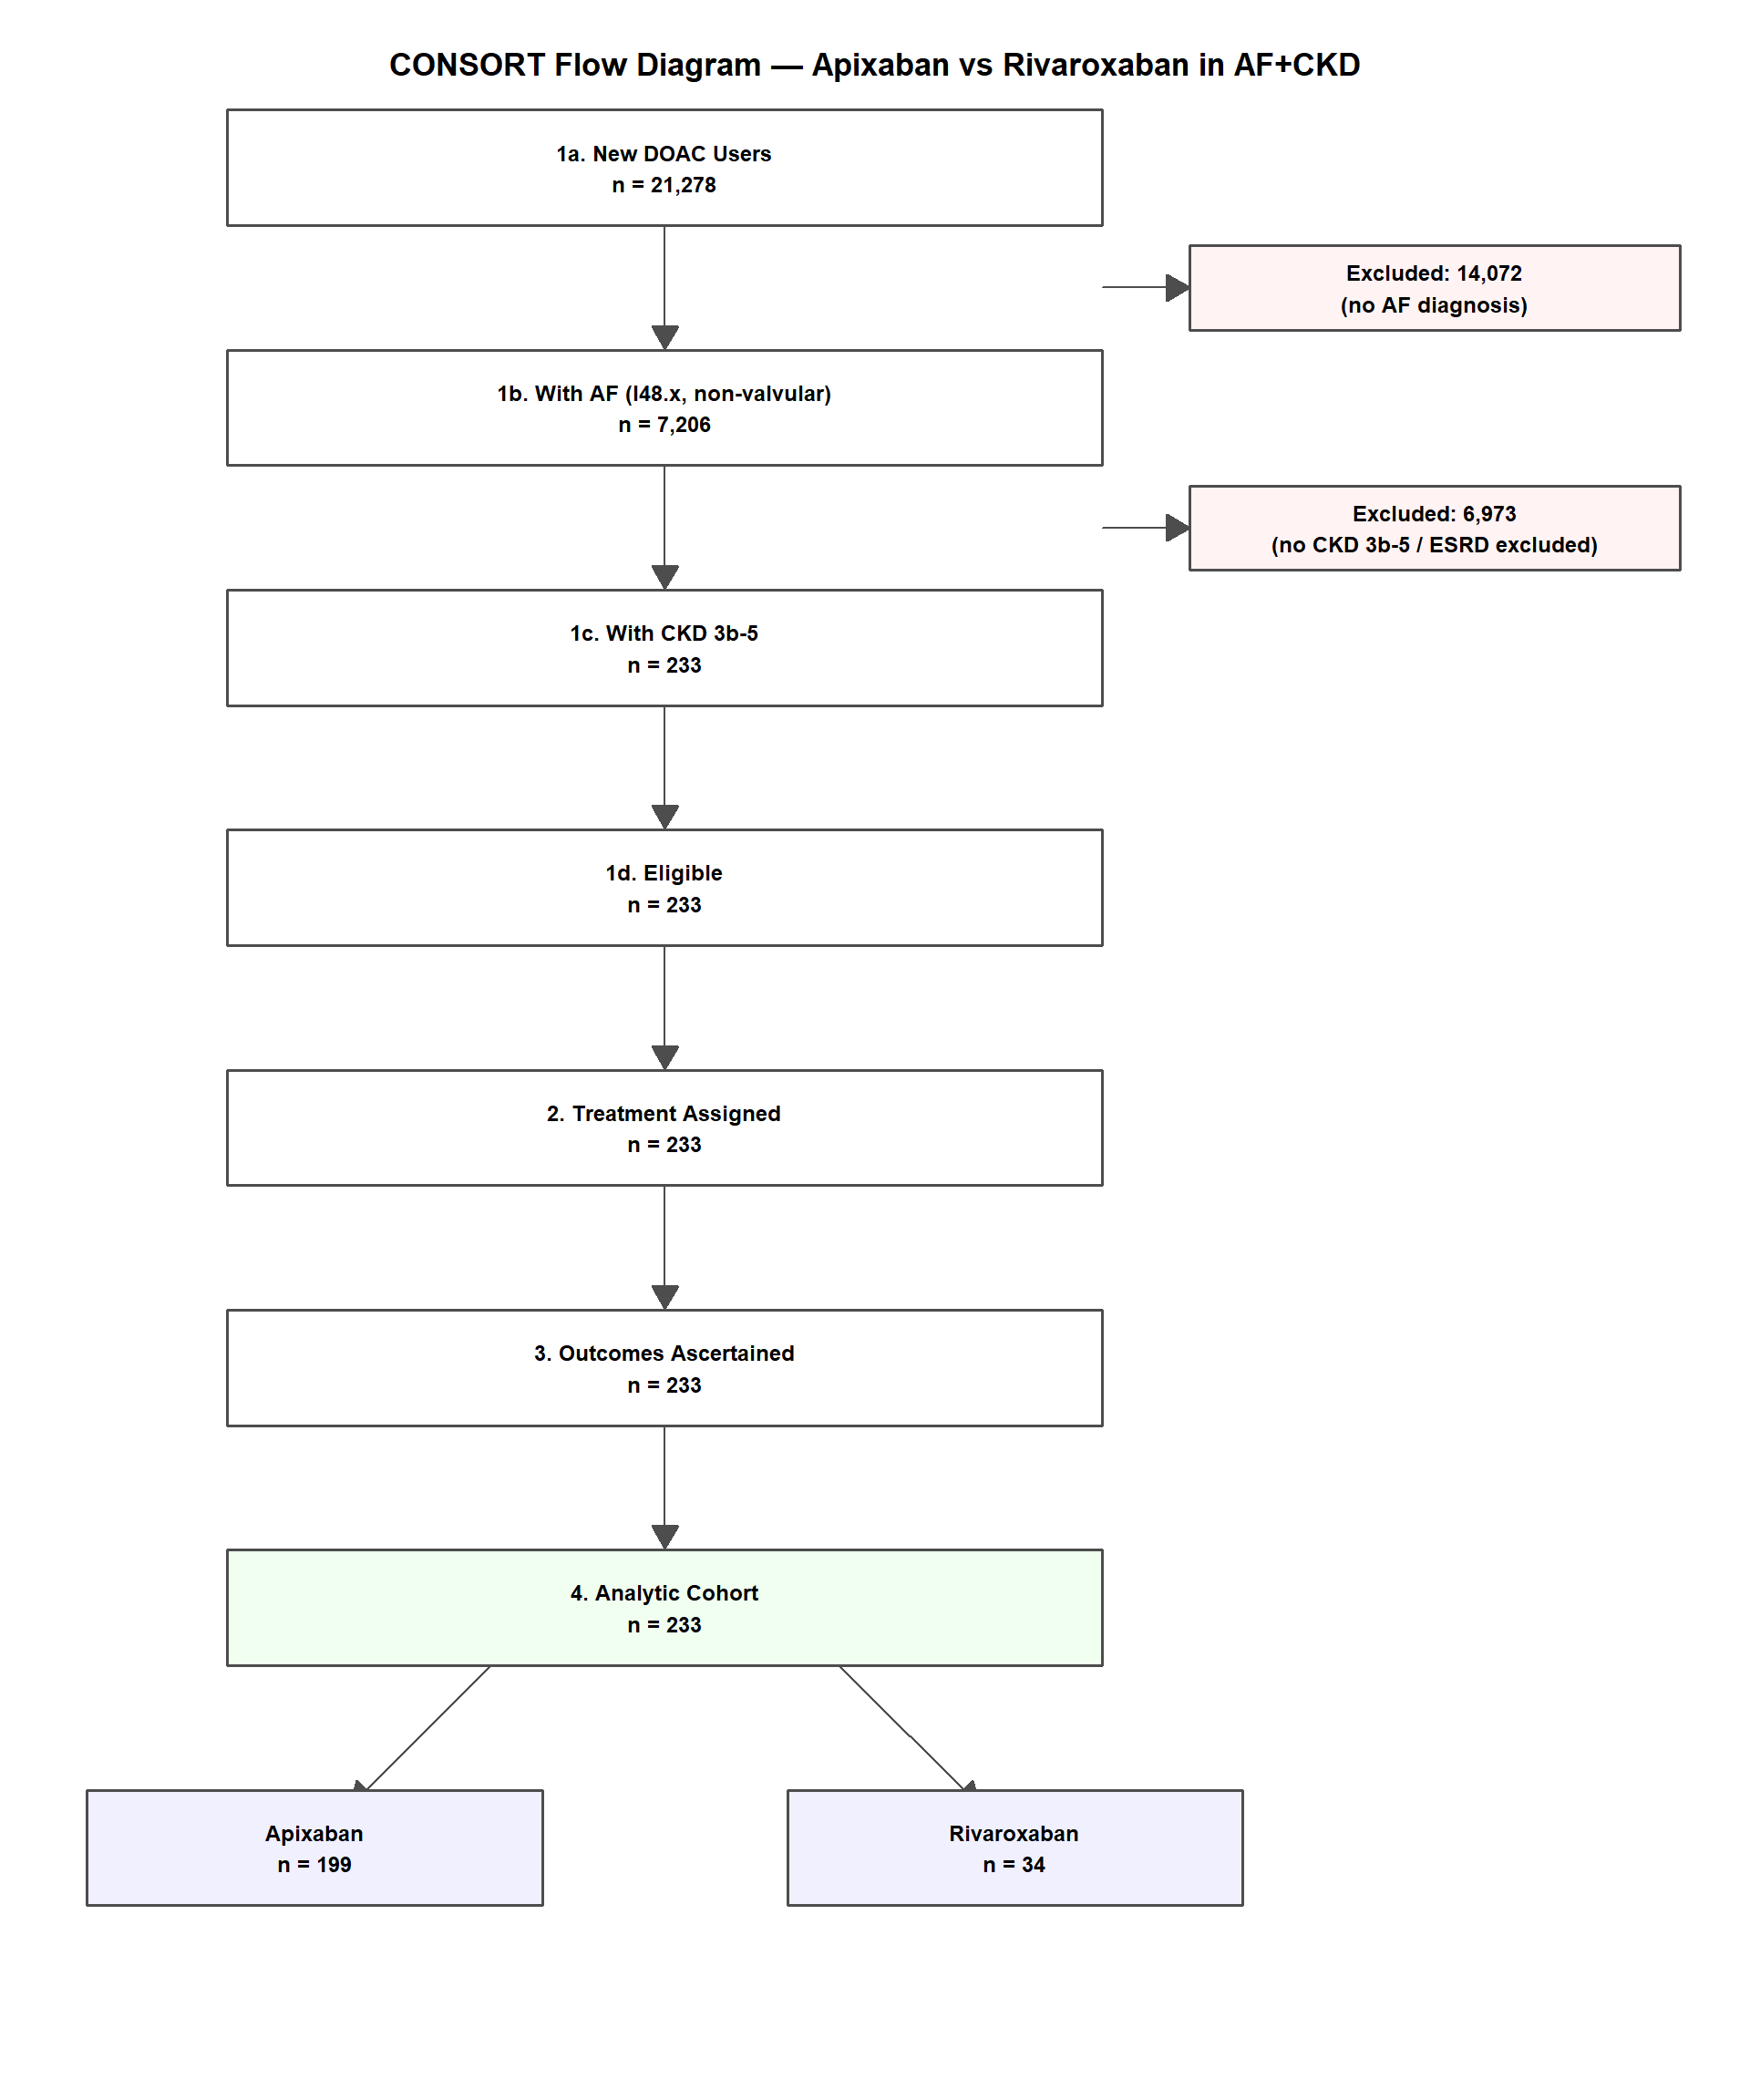 CONSORT Flow Diagram — Apixaban vs Rivaroxaban in AF+CKD
1a. New DOAC Users
n = 21,278
Excluded: 14,072
(no AF diagnosis)
1b. With AF (I48.x, non-valvular)
n = 7,206
Excluded: 6,973
(no CKD 3b-5 / ESRD excluded)
1c. With CKD 3b-5
n = 233
1d. Eligible
n = 233
2. Treatment Assigned
n = 233
3. Outcomes Ascertained
n = 233
4. Analytic Cohort
n = 233
Apixaban
n = 199
Rivaroxaban
n = 34